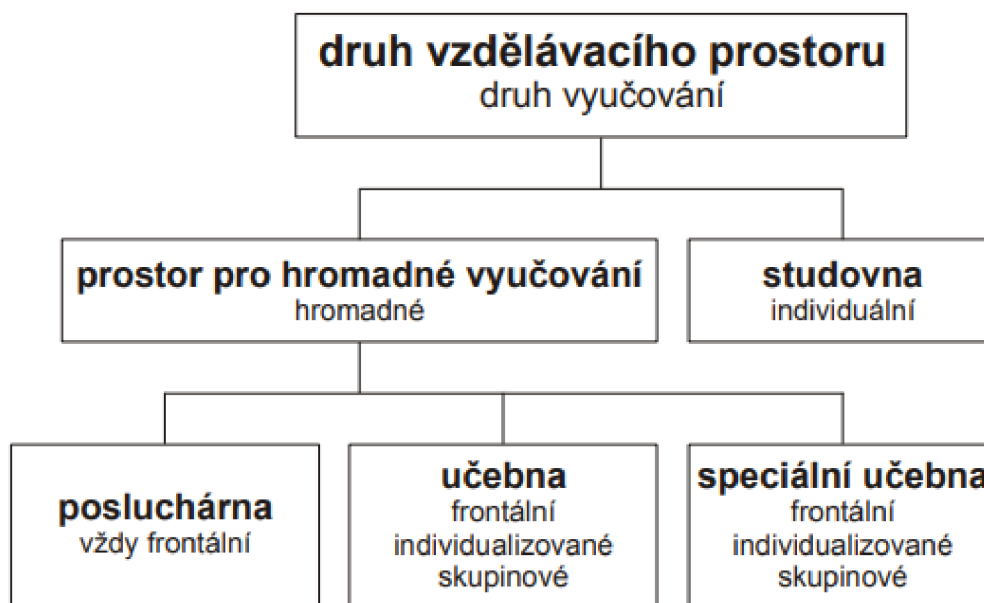 druh vzdělávacího prostoru
druh vyučování
prostor pro hromadné vyučování
hromadné
studovna
individuální
posluchárna
vždy frontální
učebna
frontální
individualizované
skupinové
speciální učebna
frontální
individualizované
skupinové